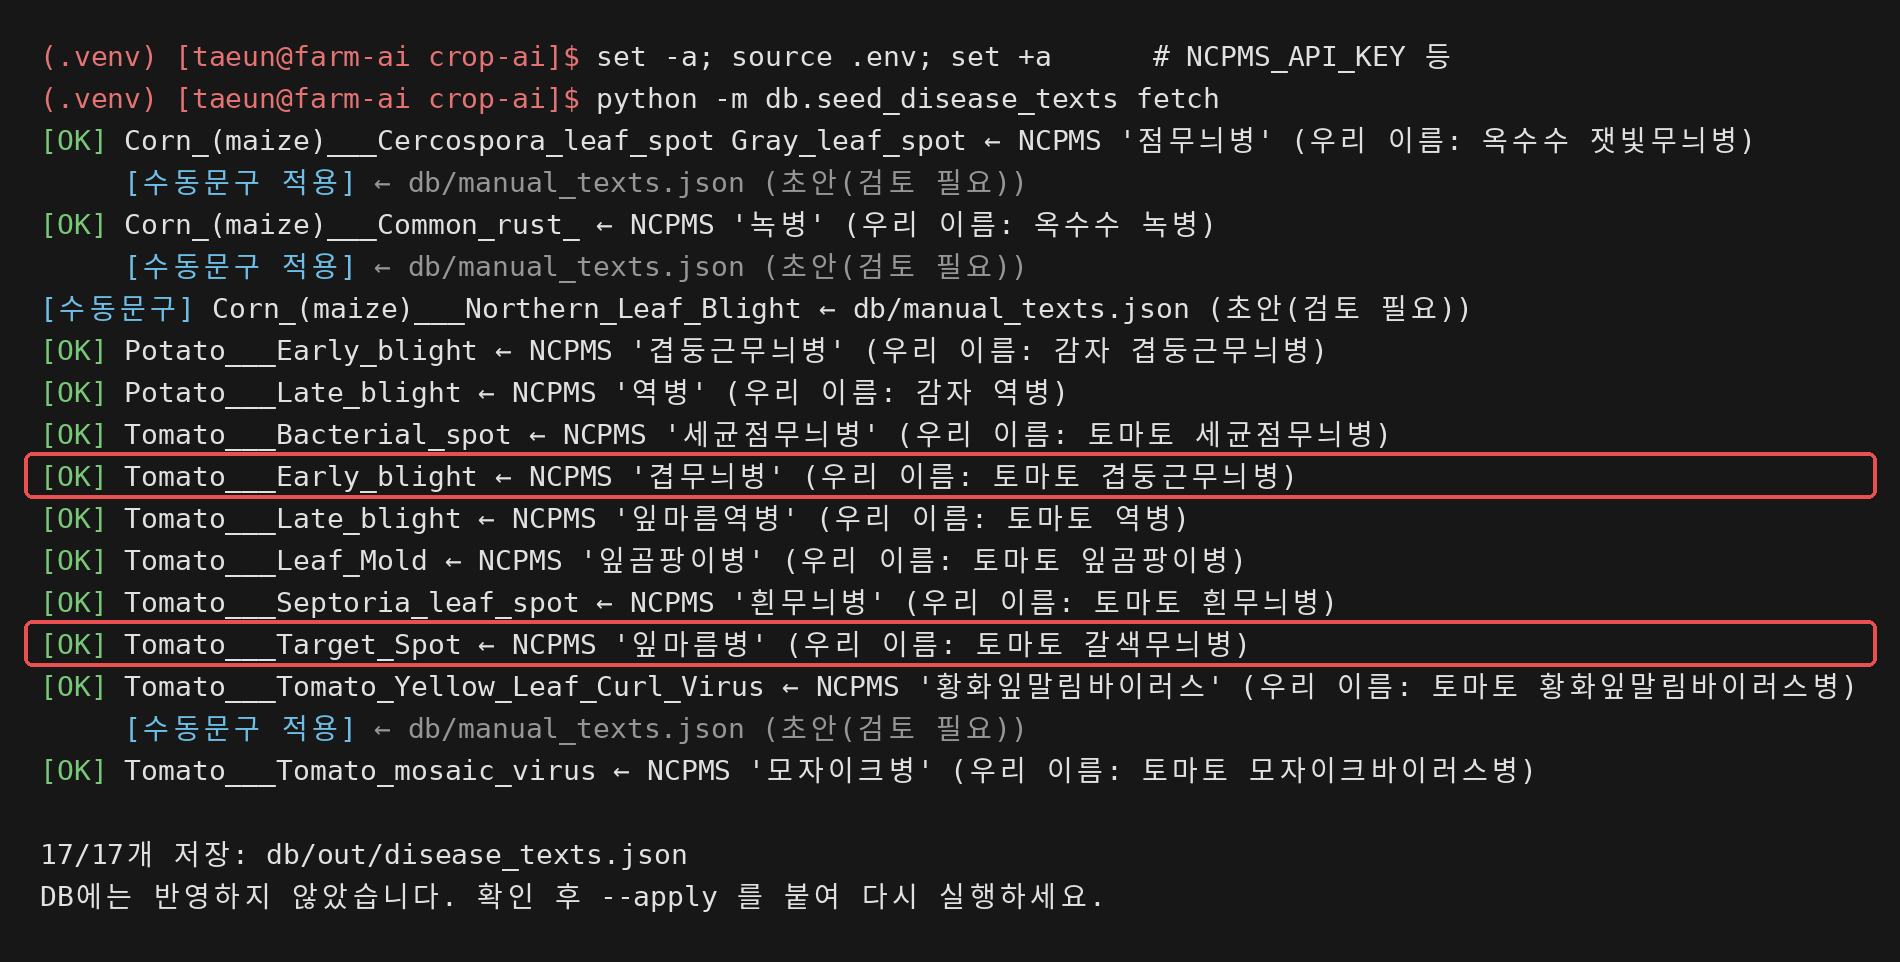 (.venv) [taeun@farm-ai crop-ai]$ set -a; source .env; set +a      # NCPMS_API_KEY 등
(.venv) [taeun@farm-ai crop-ai]$ python -m db.seed_disease_texts fetch
[OK] Corn_(maize)___Cercospora_leaf_spot Gray_leaf_spot ← NCPMS '점무늬병' (우리 이름: 옥수수 잿빛무늬병)
     [수동문구 적용] ← db/manual_texts.json (초안(검토 필요))
[OK] Corn_(maize)___Common_rust_ ← NCPMS '녹병' (우리 이름: 옥수수 녹병)
     [수동문구 적용] ← db/manual_texts.json (초안(검토 필요))
[수동문구] Corn_(maize)___Northern_Leaf_Blight ← db/manual_texts.json (초안(검토 필요))
[OK] Potato___Early_blight ← NCPMS '겹둥근무늬병' (우리 이름: 감자 겹둥근무늬병)
[OK] Potato___Late_blight ← NCPMS '역병' (우리 이름: 감자 역병)
[OK] Tomato___Bacterial_spot ← NCPMS '세균점무늬병' (우리 이름: 토마토 세균점무늬병)
[OK] Tomato___Early_blight ← NCPMS '겹무늬병' (우리 이름: 토마토 겹둥근무늬병)
[OK] Tomato___Late_blight ← NCPMS '잎마름역병' (우리 이름: 토마토 역병)
[OK] Tomato___Leaf_Mold ← NCPMS '잎곰팡이병' (우리 이름: 토마토 잎곰팡이병)
[OK] Tomato___Septoria_leaf_spot ← NCPMS '흰무늬병' (우리 이름: 토마토 흰무늬병)
[OK] Tomato___Target_Spot ← NCPMS '잎마름병' (우리 이름: 토마토 갈색무늬병)
[OK] Tomato___Tomato_Yellow_Leaf_Curl_Virus ← NCPMS '황화잎말림바이러스' (우리 이름: 토마토 황화잎말림바이러스병)
     [수동문구 적용] ← db/manual_texts.json (초안(검토 필요))
[OK] Tomato___Tomato_mosaic_virus ← NCPMS '모자이크병' (우리 이름: 토마토 모자이크바이러스병)
17/17개 저장: db/out/disease_texts.json
DB에는 반영하지 않았습니다. 확인 후 --apply 를 붙여 다시 실행하세요.